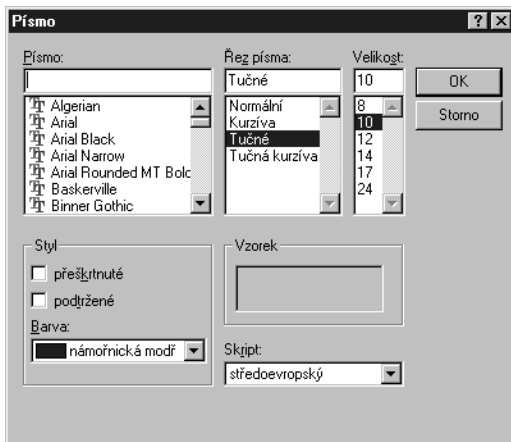 Písmo
Písmo:
Algerian
Arial
Arial Black
Arial Narrow
Arial Rounded MT Bolc
Baskerville
Binner Gothic
Řez písma:
Tučné
Normální
Kurzíva
Tučné
Tučná kurzíva
Velikost:
10
8
10
12
14
17
24
OK
Storno
Styl
přeškrtnuté
podtržené
Barva:
námořnická modř
Vzorek
Skript:
středoevropský